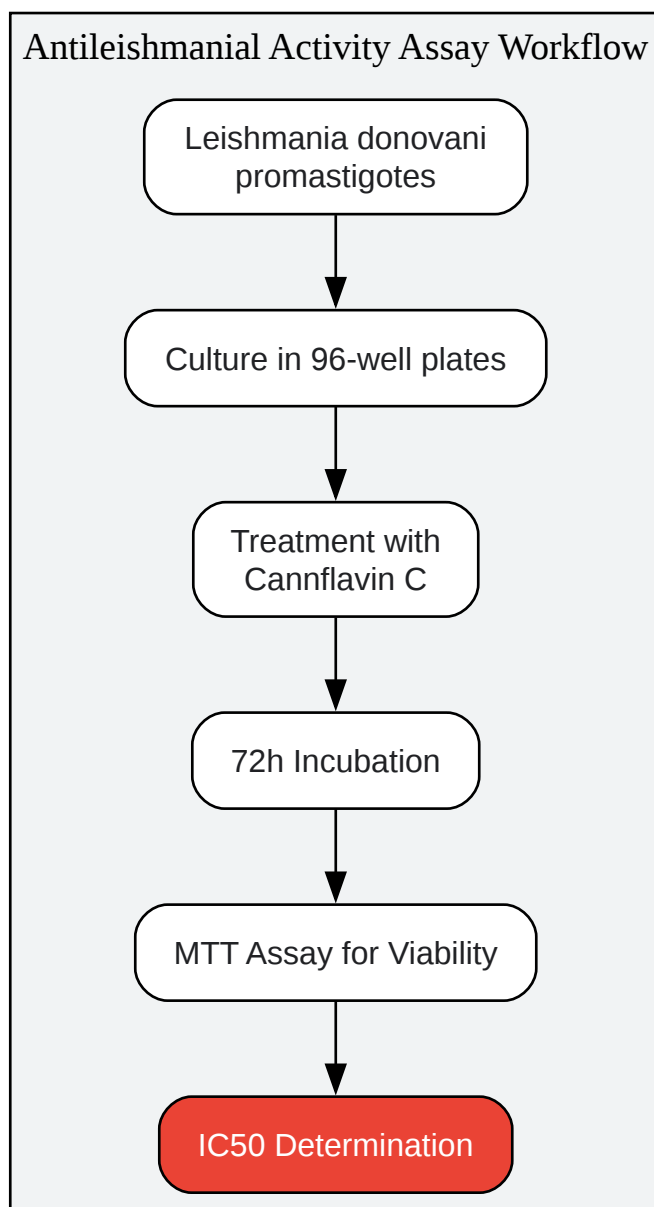 Antileishmanial Activity Assay Workflow
Leishmania donovani
promastigotes
Culture in 96-well plates
Treatment with
Cannflavin C
72h Incubation
MTT Assay for Viability
IC50 Determination